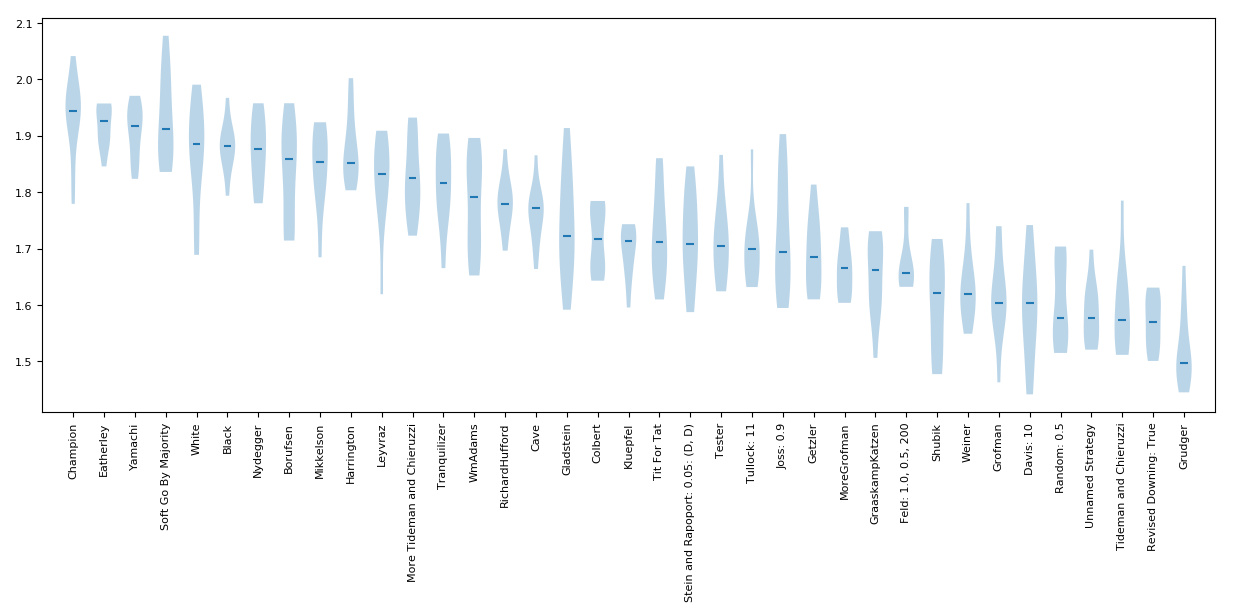 2.1
2.0
1.9
1.8
1.7
1.6
1.5
Champion
Eatherley
Yamachi
Soft Go By Majority
White
Black
Nydegger
Borufsen
Mikkelson
Harrington
Leyvraz
More Tideman and Chieruzzi
Tranquilizer
WmAdams
RichardHufford
Cave
Gladstein
Colbert
Kluepfel
Tit For Tat
Stein and Rapoport: 0.05: (D, D)
Tester
Tullock: 11
Joss: 0.9
Getzler
MoreGrofman
GraaskampKatzen
Feld: 1.0, 0.5, 200
Shubik
Weiner
Grofman
Davis: 10
Random: 0.5
Unnamed Strategy
Tideman and Chieruzzi
Revised Downing: True
Grudger